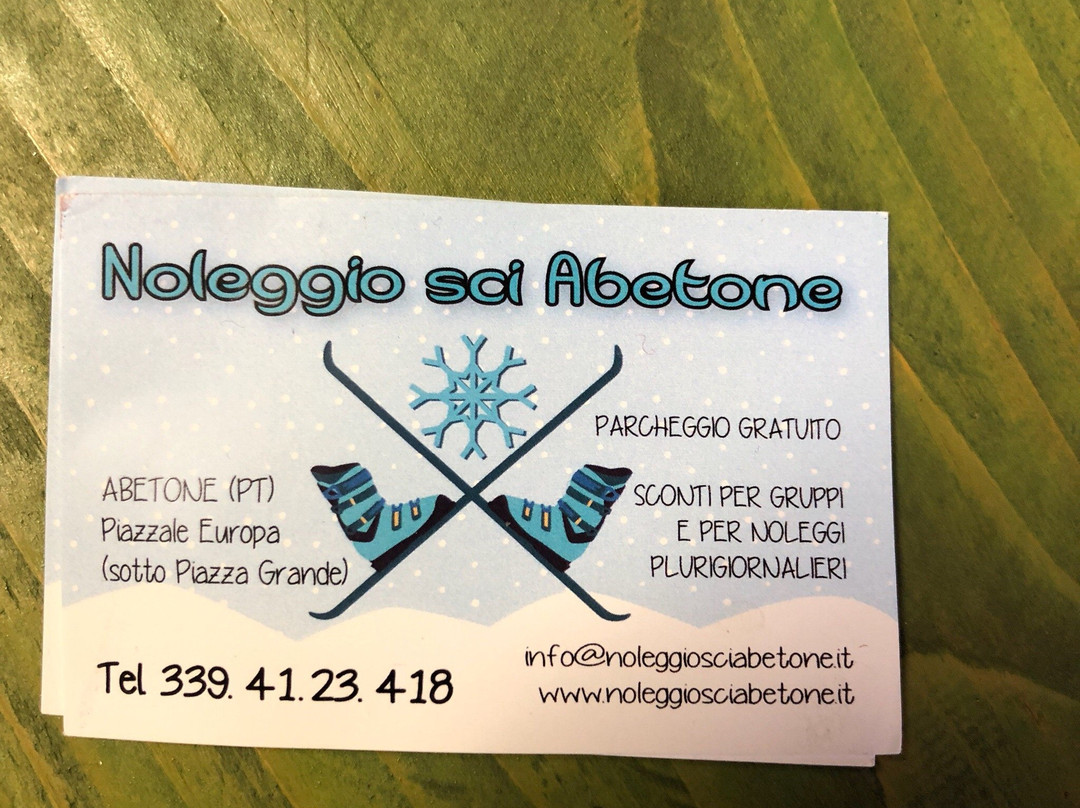 Noleggio sci Abetone
PARCHEGGIO GRATUITO
ABETONE (PT)
Piazzale Europa
(sotto Piazza Grande)
SCONTI PER GRUPPI
E PER NOLEGGI
PLURIGIORNALIERI
Tel 339. 41. 23. 418
info@noleggiosciabetone.it
www.noleggiosciabetone.it